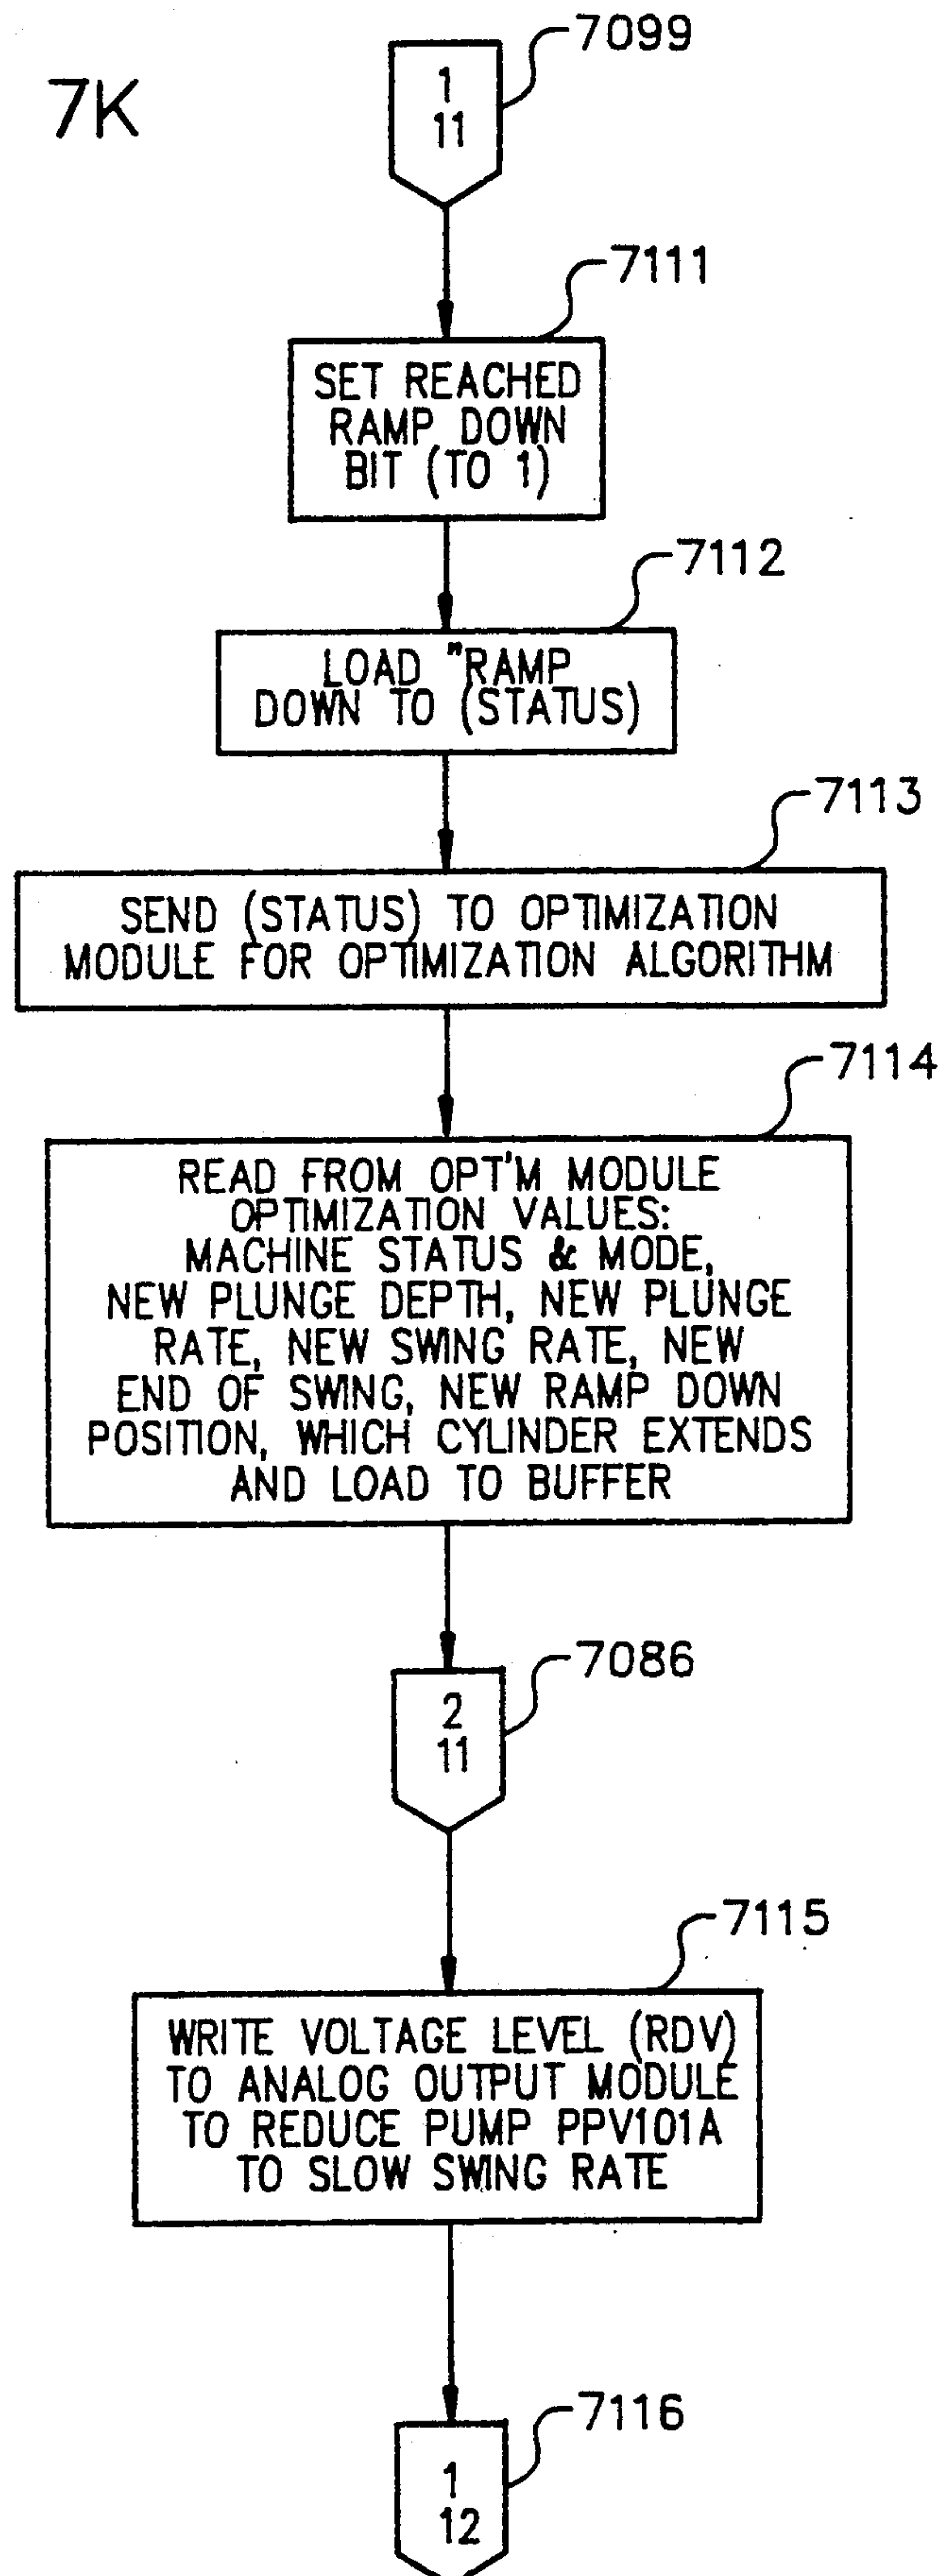 7099
7K
1
11
7111
SET REACHED
RAMP DOWN
BIT (TO 1)
7112
LOAD "RAMP
DOWN TO (STATUS)
7113
SEND (STATUS) TO OPTIMIZATION
MODULE FOR OPTIMIZATION ALGORITHM
7114
READ FROM OPT'M MODULE
OPTIMIZATION VALUES:
MACHINE STATUS & MODE,
NEW PLUNGE DEPTH, NEW PLUNGE
RATE, NEW SWING RATE, NEW
END OF SWING, NEW RAMP DOWN
POSITION, WHICH CYLINDER EXTENDS
AND LOAD TO BUFFER
7086
2
11
7115
WRITE VOLTAGE LEVEL (RDV)
TO ANALOG OUTPUT MODULE
TO REDUCE PUMP PPV101A
TO SLOW SWING RATE
7116
1
12